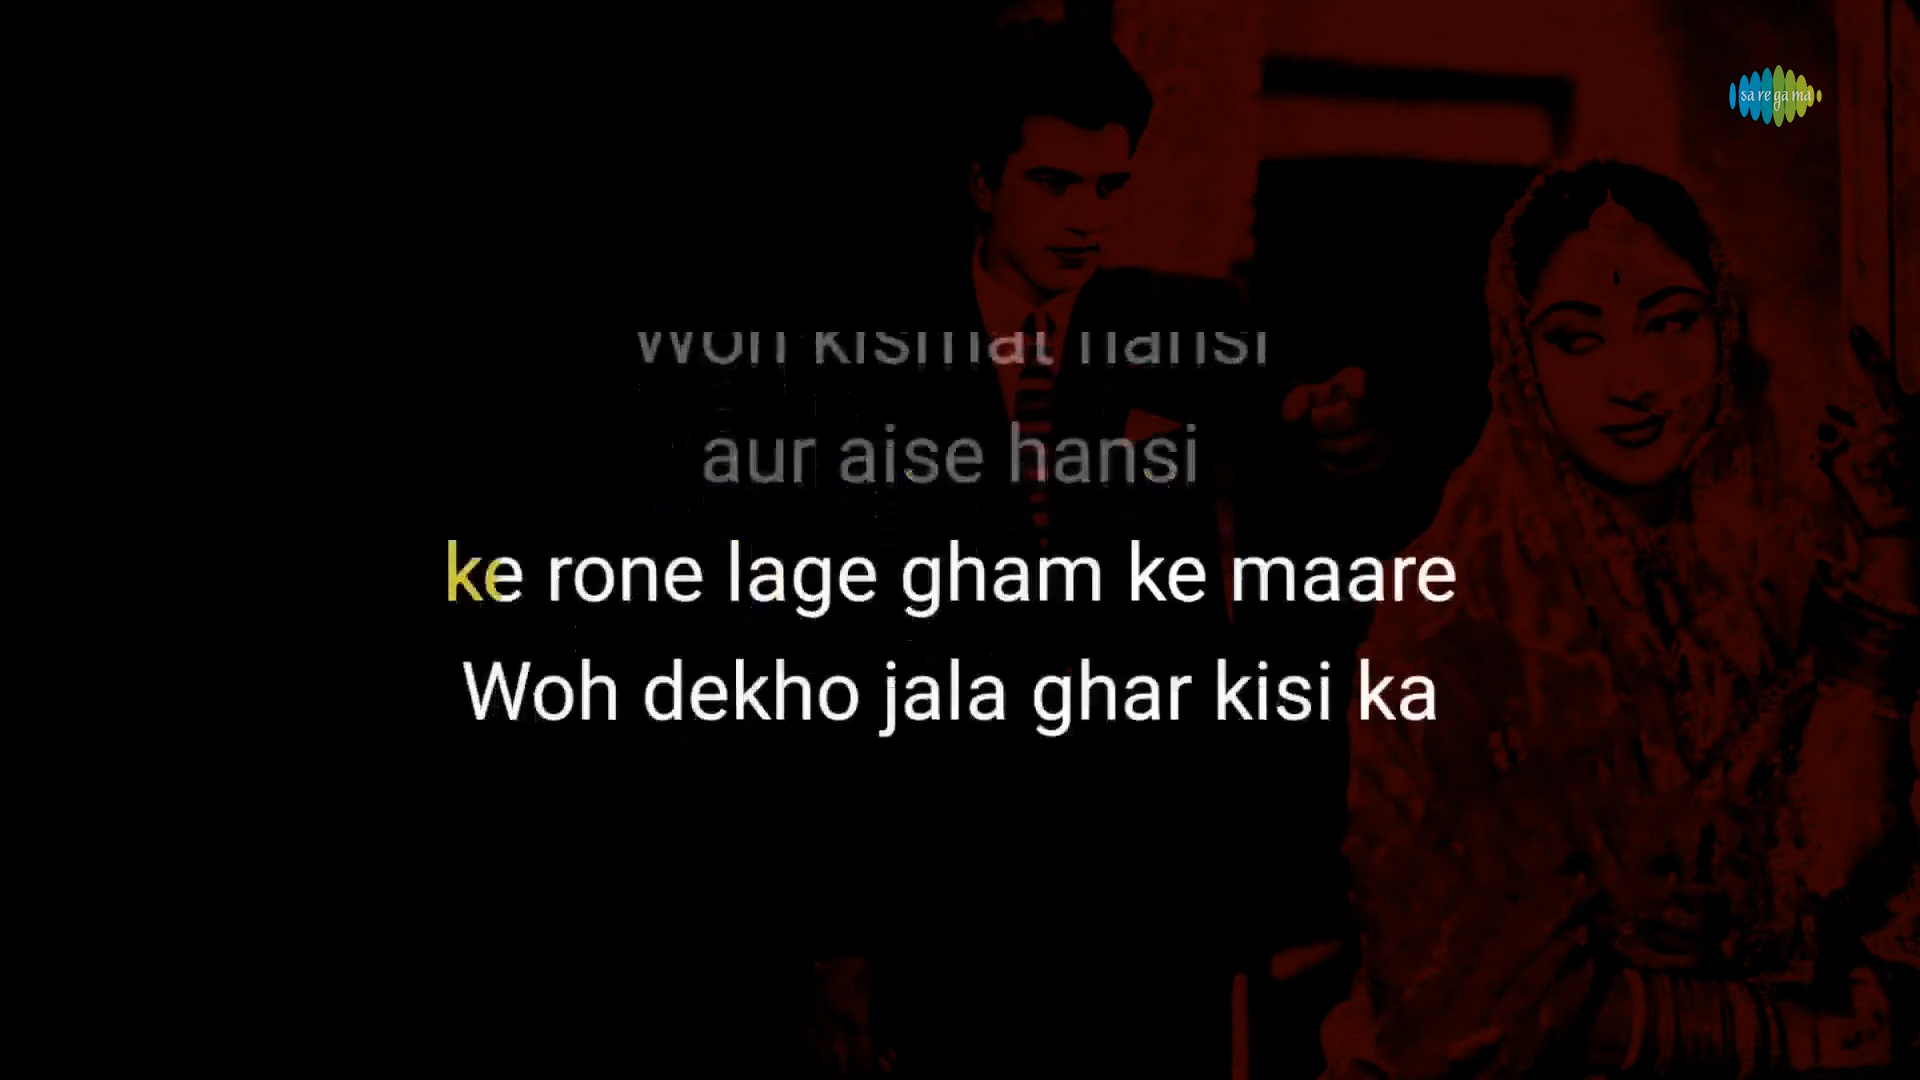 sa re ga ma
Woh kismat hansi
aur aise hansi
ke rone lage gham ke maare
Woh dekho jala ghar kisi ka